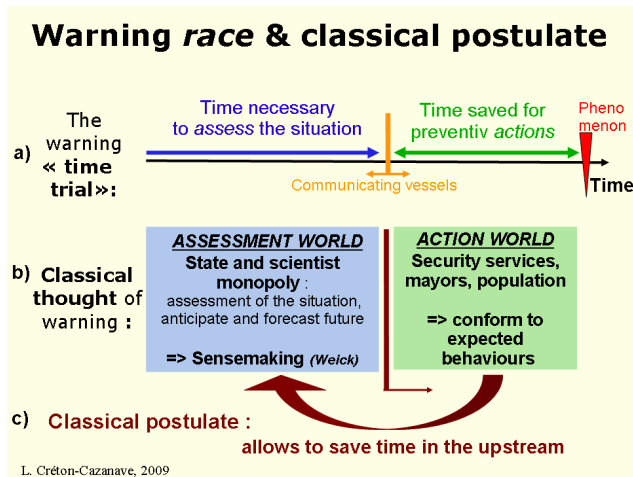 Warning race & classical postulate
a)
The
warning
« time
trial»:
Time necessary
to assess the situation
Time saved for
preventiv actions
Pheno
menon
Communicating vessels
Time
b)
Classical
thought of
warning :
ASSESSMENT WORLD
State and scientist
monopoly :
assessment of the situation,
anticipate and forecast future
=> Sensemaking (Weick)
ACTION WORLD
Security services,
mayors, population
=> conform to
expected
behaviours
c) Classical postulate :
allows to save time in the upstream
L. Créton-Cazanave, 2009